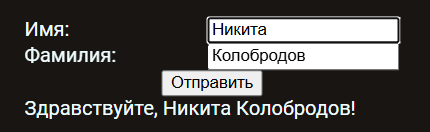 Имя: Никита
Фамилия: Колобродов
Отправить
Здравствуйте, Никита Колобродов!